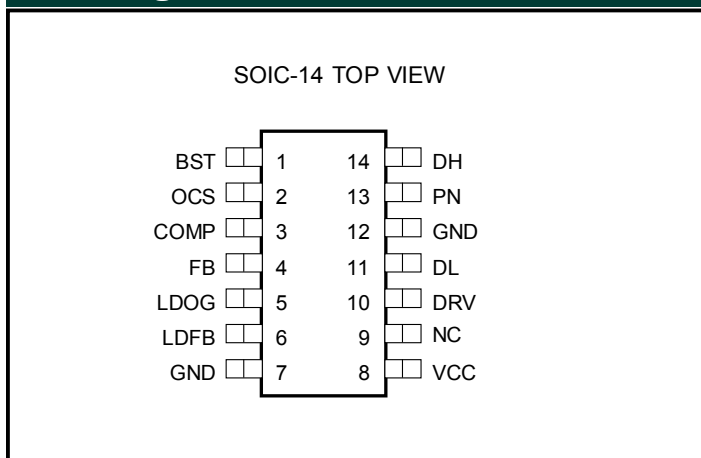 SOIC-14 TOP VIEW
BST 1 14 DH
OCS 2 13 PN
COMP 3 12 GND
FB 4 11 DL
LDOG 5 10 DRV
LDFB 6 9 NC
GND 7 8 VCC